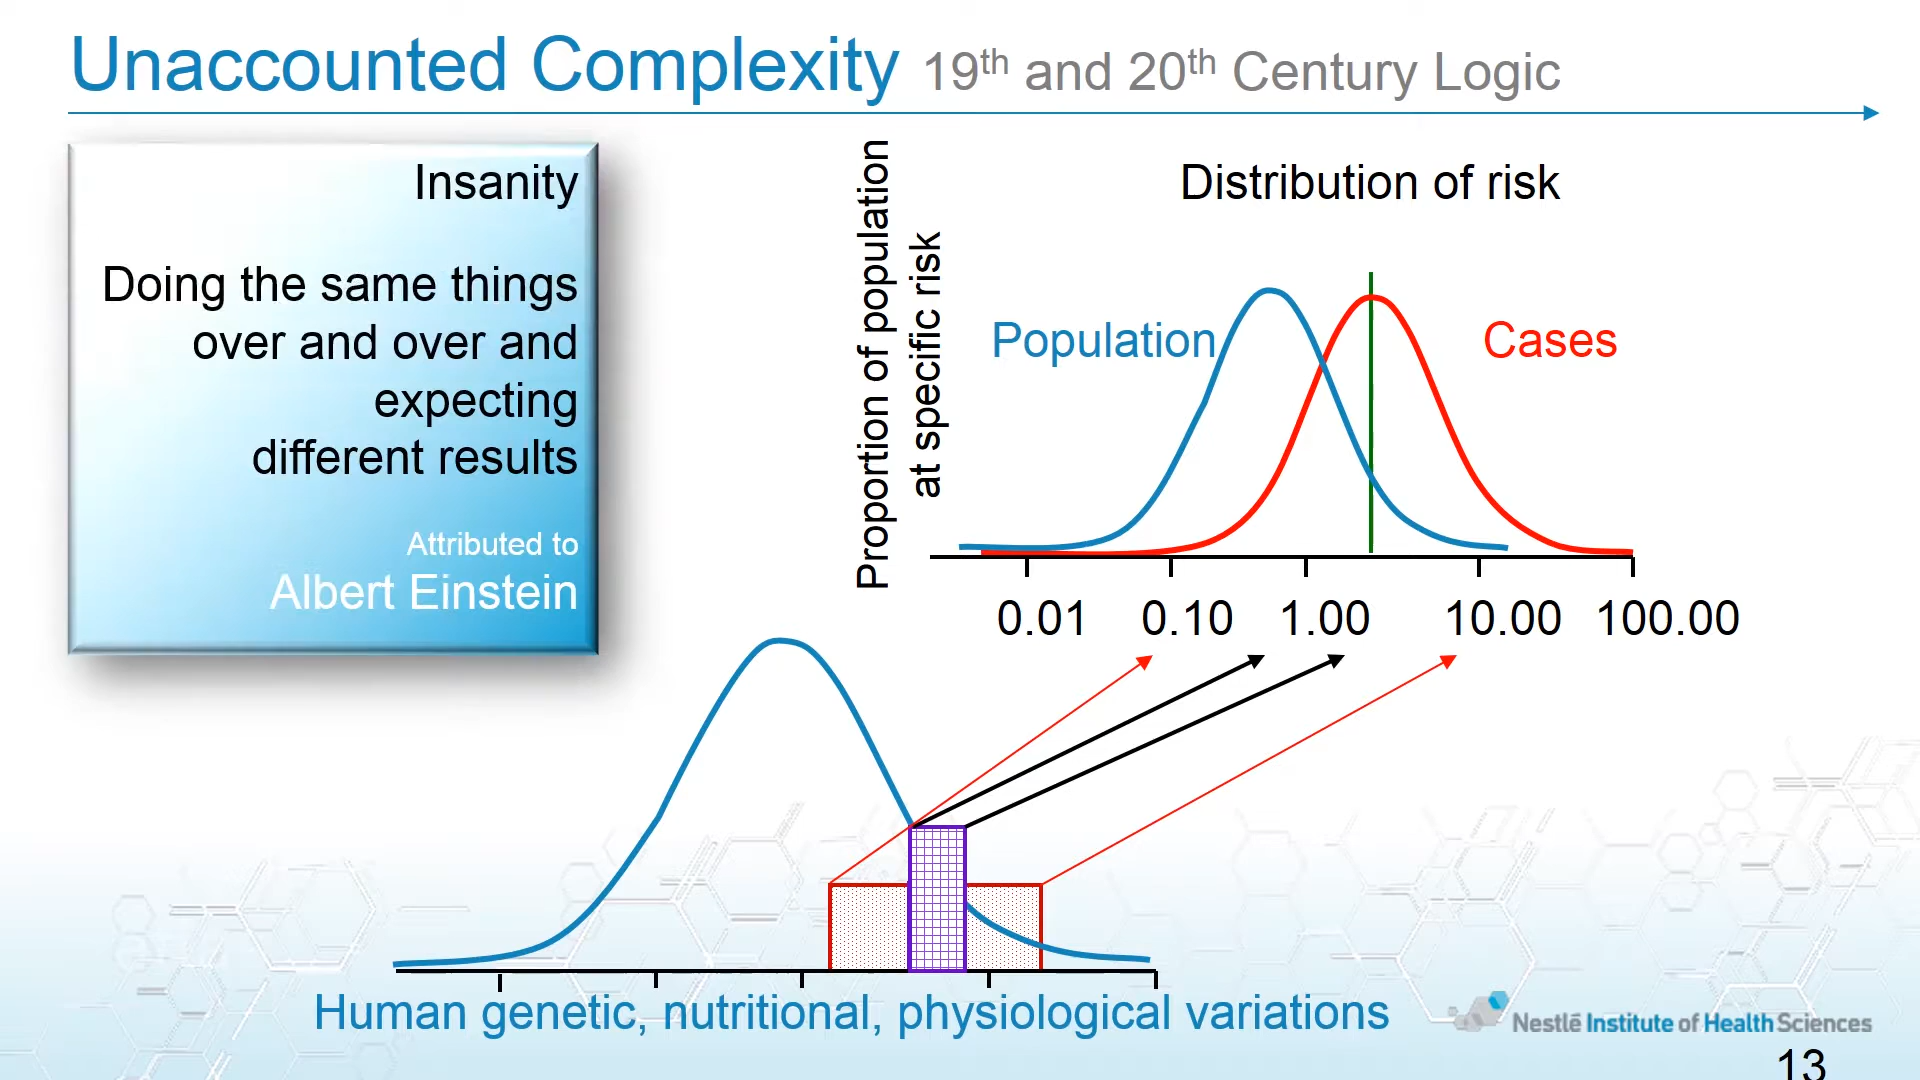 Unaccounted Complexity 19th and 20th Century Logic
Insanity
Doing the same things
over and over and
expecting
different results
Attributed to
Albert Einstein
Proportion of population
at specific risk
Distribution of risk
Population
Cases
0.01 0.10 1.00 10.00 100.00
Human genetic, nutritional, physiological variations
Nestlé Institute of Health Sciences
13